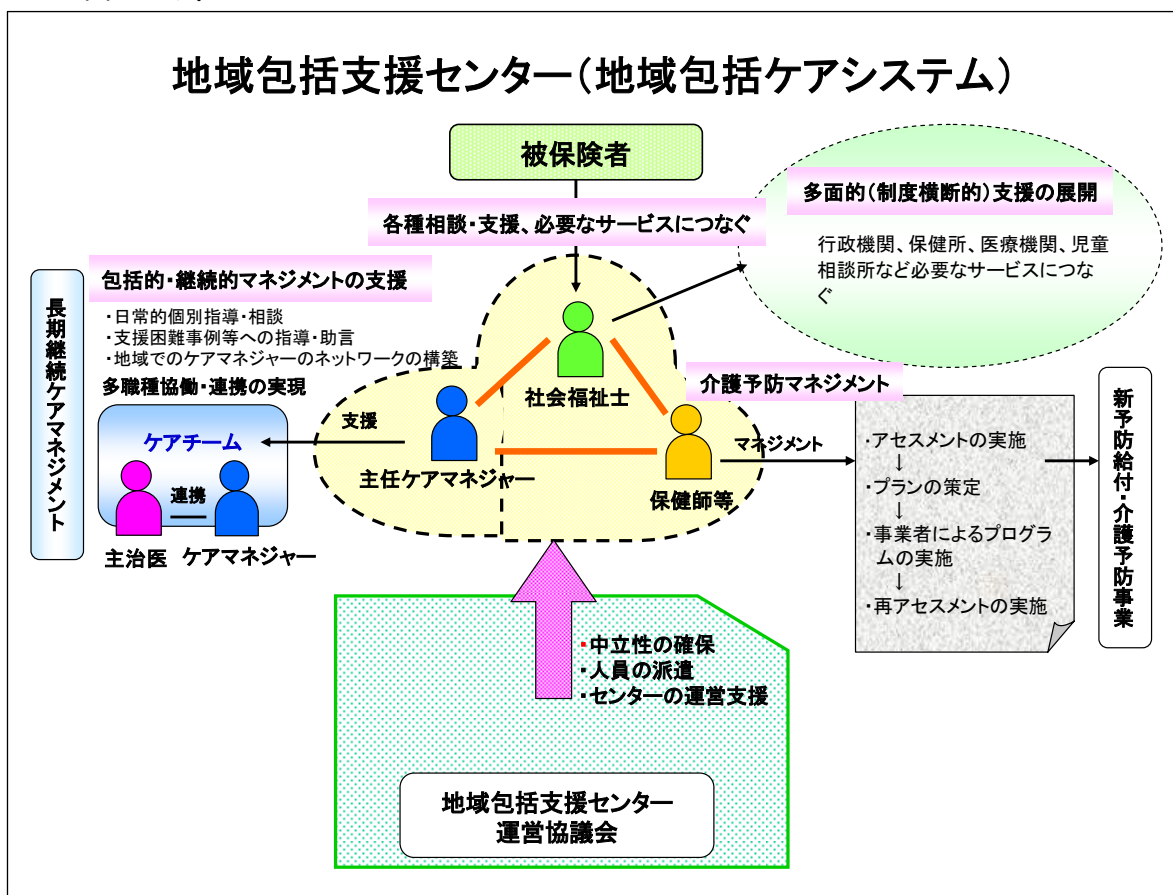 地域包括支援センター(地域包括ケアシステム)
被保険者
各種相談・支援、必要なサービスにつなぐ
多面的(制度横断的)支援の展開
行政機関、保健所、医療機関、児童
相談所など必要なサービスにつな
ぐ
長期継続ケアマネジメント
包括的・継続的マネジメントの支援
・日常的個別指導・相談
・支援困難事例等への指導・助言
・地域でのケアマネジャーのネットワークの構築
多職種協働・連携の実現
ケアチーム
連携
主治医
ケアマネジャー
支援
主任ケアマネジャー
社会福祉士
保健師等
介護予防マネジメント
マネジメント
・アセスメントの実施
↓
・プランの策定
↓
・事業者によるプログラ
ムの実施
↓
・再アセスメントの実施
新予防給付・介護予防事業
・中立性の確保
・人員の派遣
・センターの運営支援
地域包括支援センター
運営協議会